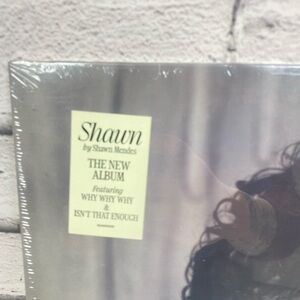 Shawn
by Shawn Mendes
THE NEW
ALBUM
Featuring
WHY WHY WHY
&
ISN'T THAT ENOUGH